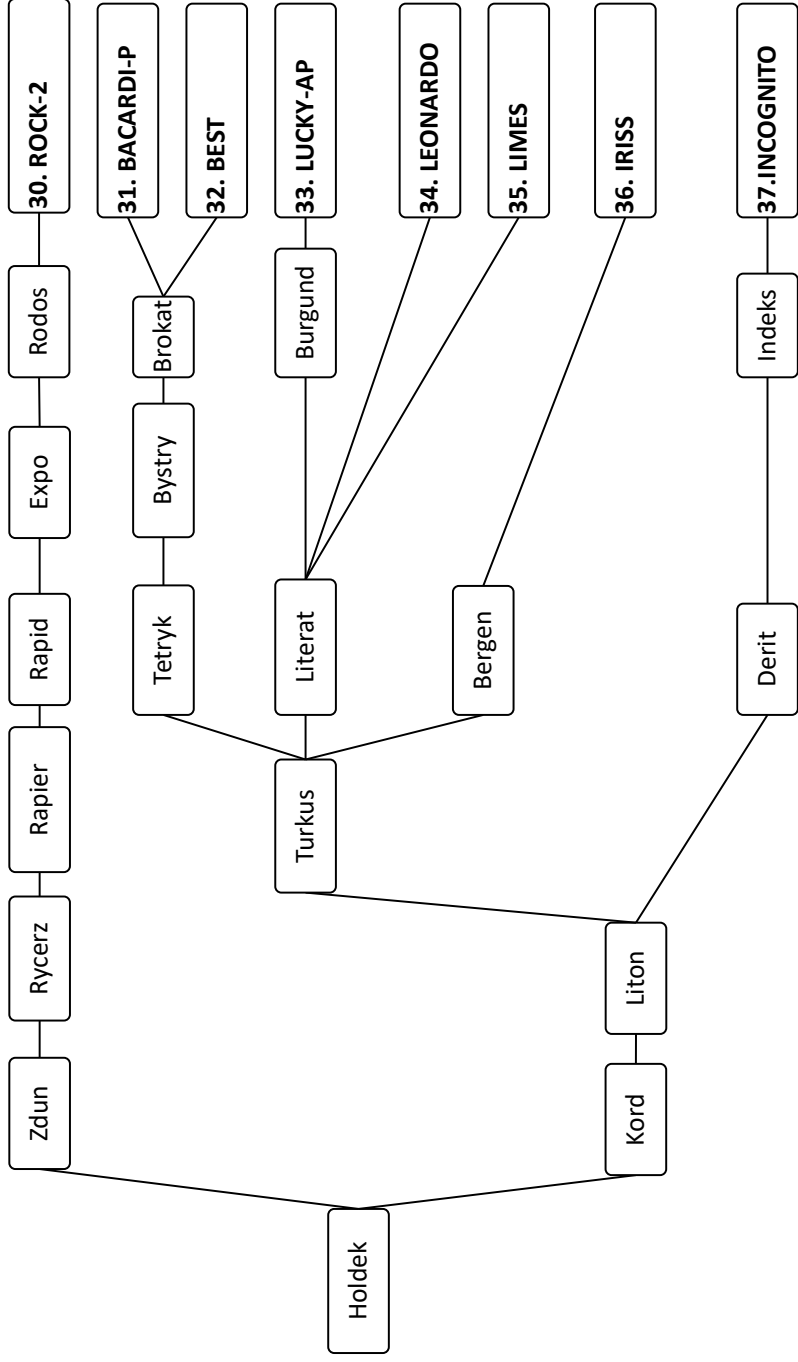 Holdek
Zdun
Rycerz
Rapier
Rapid
Expo
Rodos
30. ROCK-2
Kord
Liton
Turkus
Tetryk
Bystry
Brokat
31. BACARDI-P
32. BEST
Literat
Burgund
33. LUCKY-AP
34. LEONARDO
35. LIMES
Bergen
36. IRISS
Derit
Indeks
37.INCOGNITO